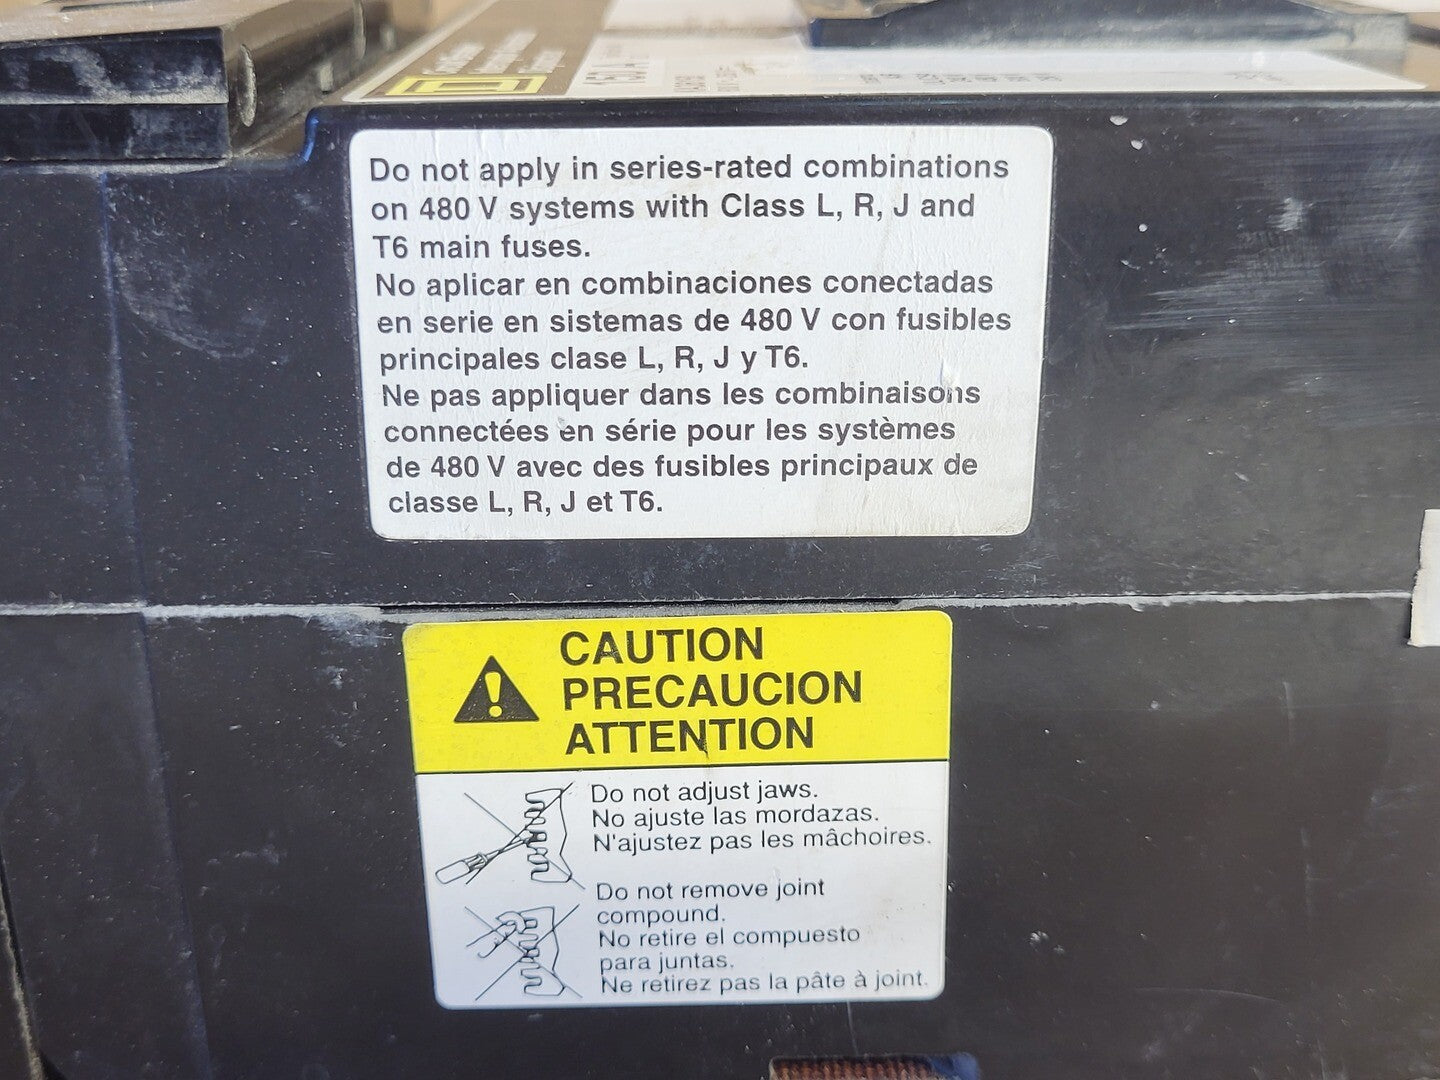 150 A
Do not apply in series-rated combinations
on 480 V systems with Class L, R, J and
T6 main fuses.
No aplicar en combinaciones conectadas
en serie en sistemas de 480 V con fusibles
principales clase L, R, J y T6.
Ne pas appliquer dans les combinaisons
connectées en série pour les systèmes
de 480 V avec des fusibles principaux de
classe L, R, J et T6.
CAUTION
PRECAUCION
ATTENTION
Do not adjust jaws.
No ajuste las mordazas.
N'ajustez pas les mâchoires.
Do not remove joint
compound.
No retire el compuesto
para juntas.
Ne retirez pas la pâte à joint.